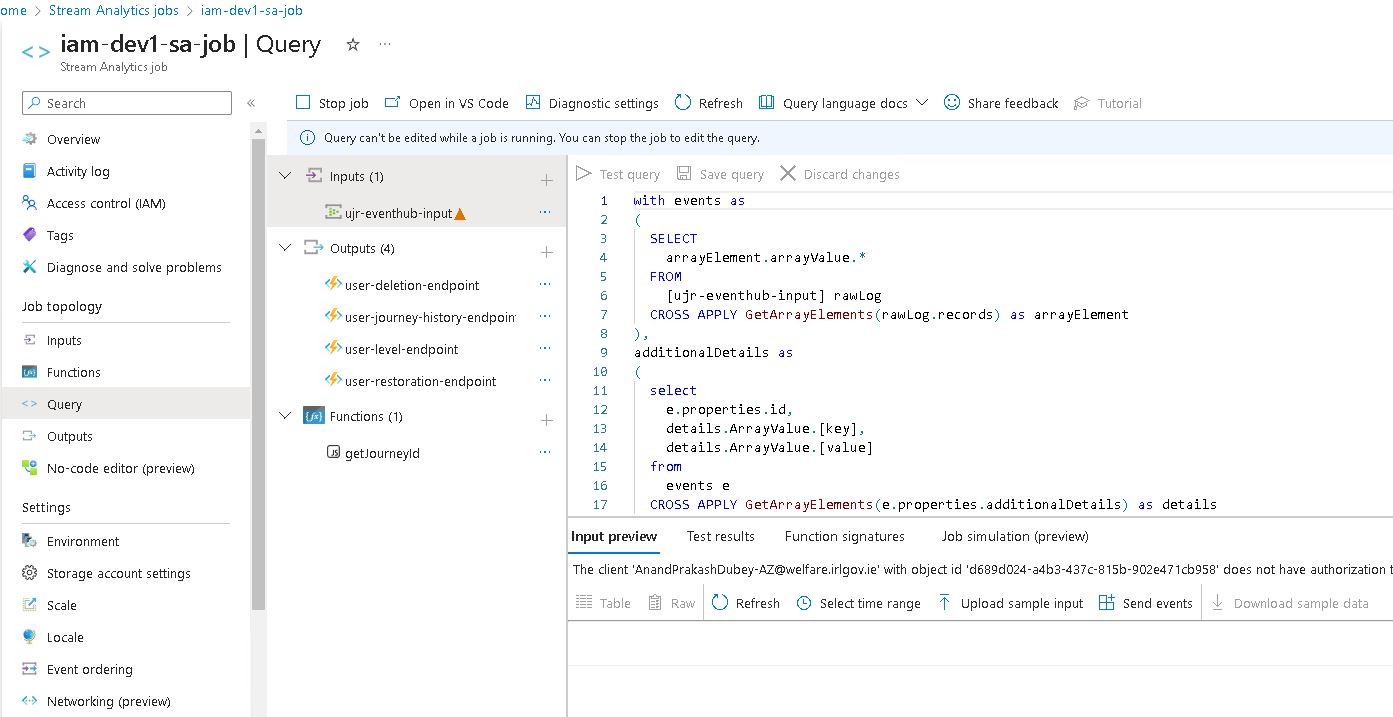 ome > Stream Analytics jobs > iam-dev1-sa-job
iam-dev1-sa-job | Query
Stream Analytics job
Search
Overview
Activity log
Access control (IAM)
Tags
Diagnose and solve problems
Job topology
Inputs
Functions
Query
Outputs
No-code editor (preview)
Settings
Environment
Storage account settings
Scale
Locale
Event ordering
Networking (preview)
Stop job Open in VS Code Diagnostic settings Refresh Query language docs Share feedback Tutorial
Query can't be edited while a job is running. You can stop the job to edit the query.
Inputs (1)
ujr-eventhub-input
Outputs (4)
user-deletion-endpoint
user-journey-history-endpoin
user-level-endpoint
user-restoration-endpoint
Functions (1)
getJourneyId
Test query Save query Discard changes
1 with events as
2 (
3 SELECT
4 arrayElement.arrayValue.*
5 FROM
6 [ujr-eventhub-input] rawLog
7 CROSS APPLY GetArrayElements(rawLog.records) as arrayElement
8 ),
9 additionalDetails as
10 (
11 select
12 e.properties.id,
13 details.ArrayValue.[key],
14 details.ArrayValue.[value]
15 from
16 events e
17 CROSS APPLY GetArrayElements(e.properties.additionalDetails) as details
Input preview Test results Function signatures Job simulation (preview)
The client 'AnandPrakashDubey-AZ@welfare.irlgov.ie' with object id 'd689d024-a4b3-437c-815b-902e471cb958' does not have authorization t
Table Raw Refresh Select time range Upload sample input Send events Download sample data